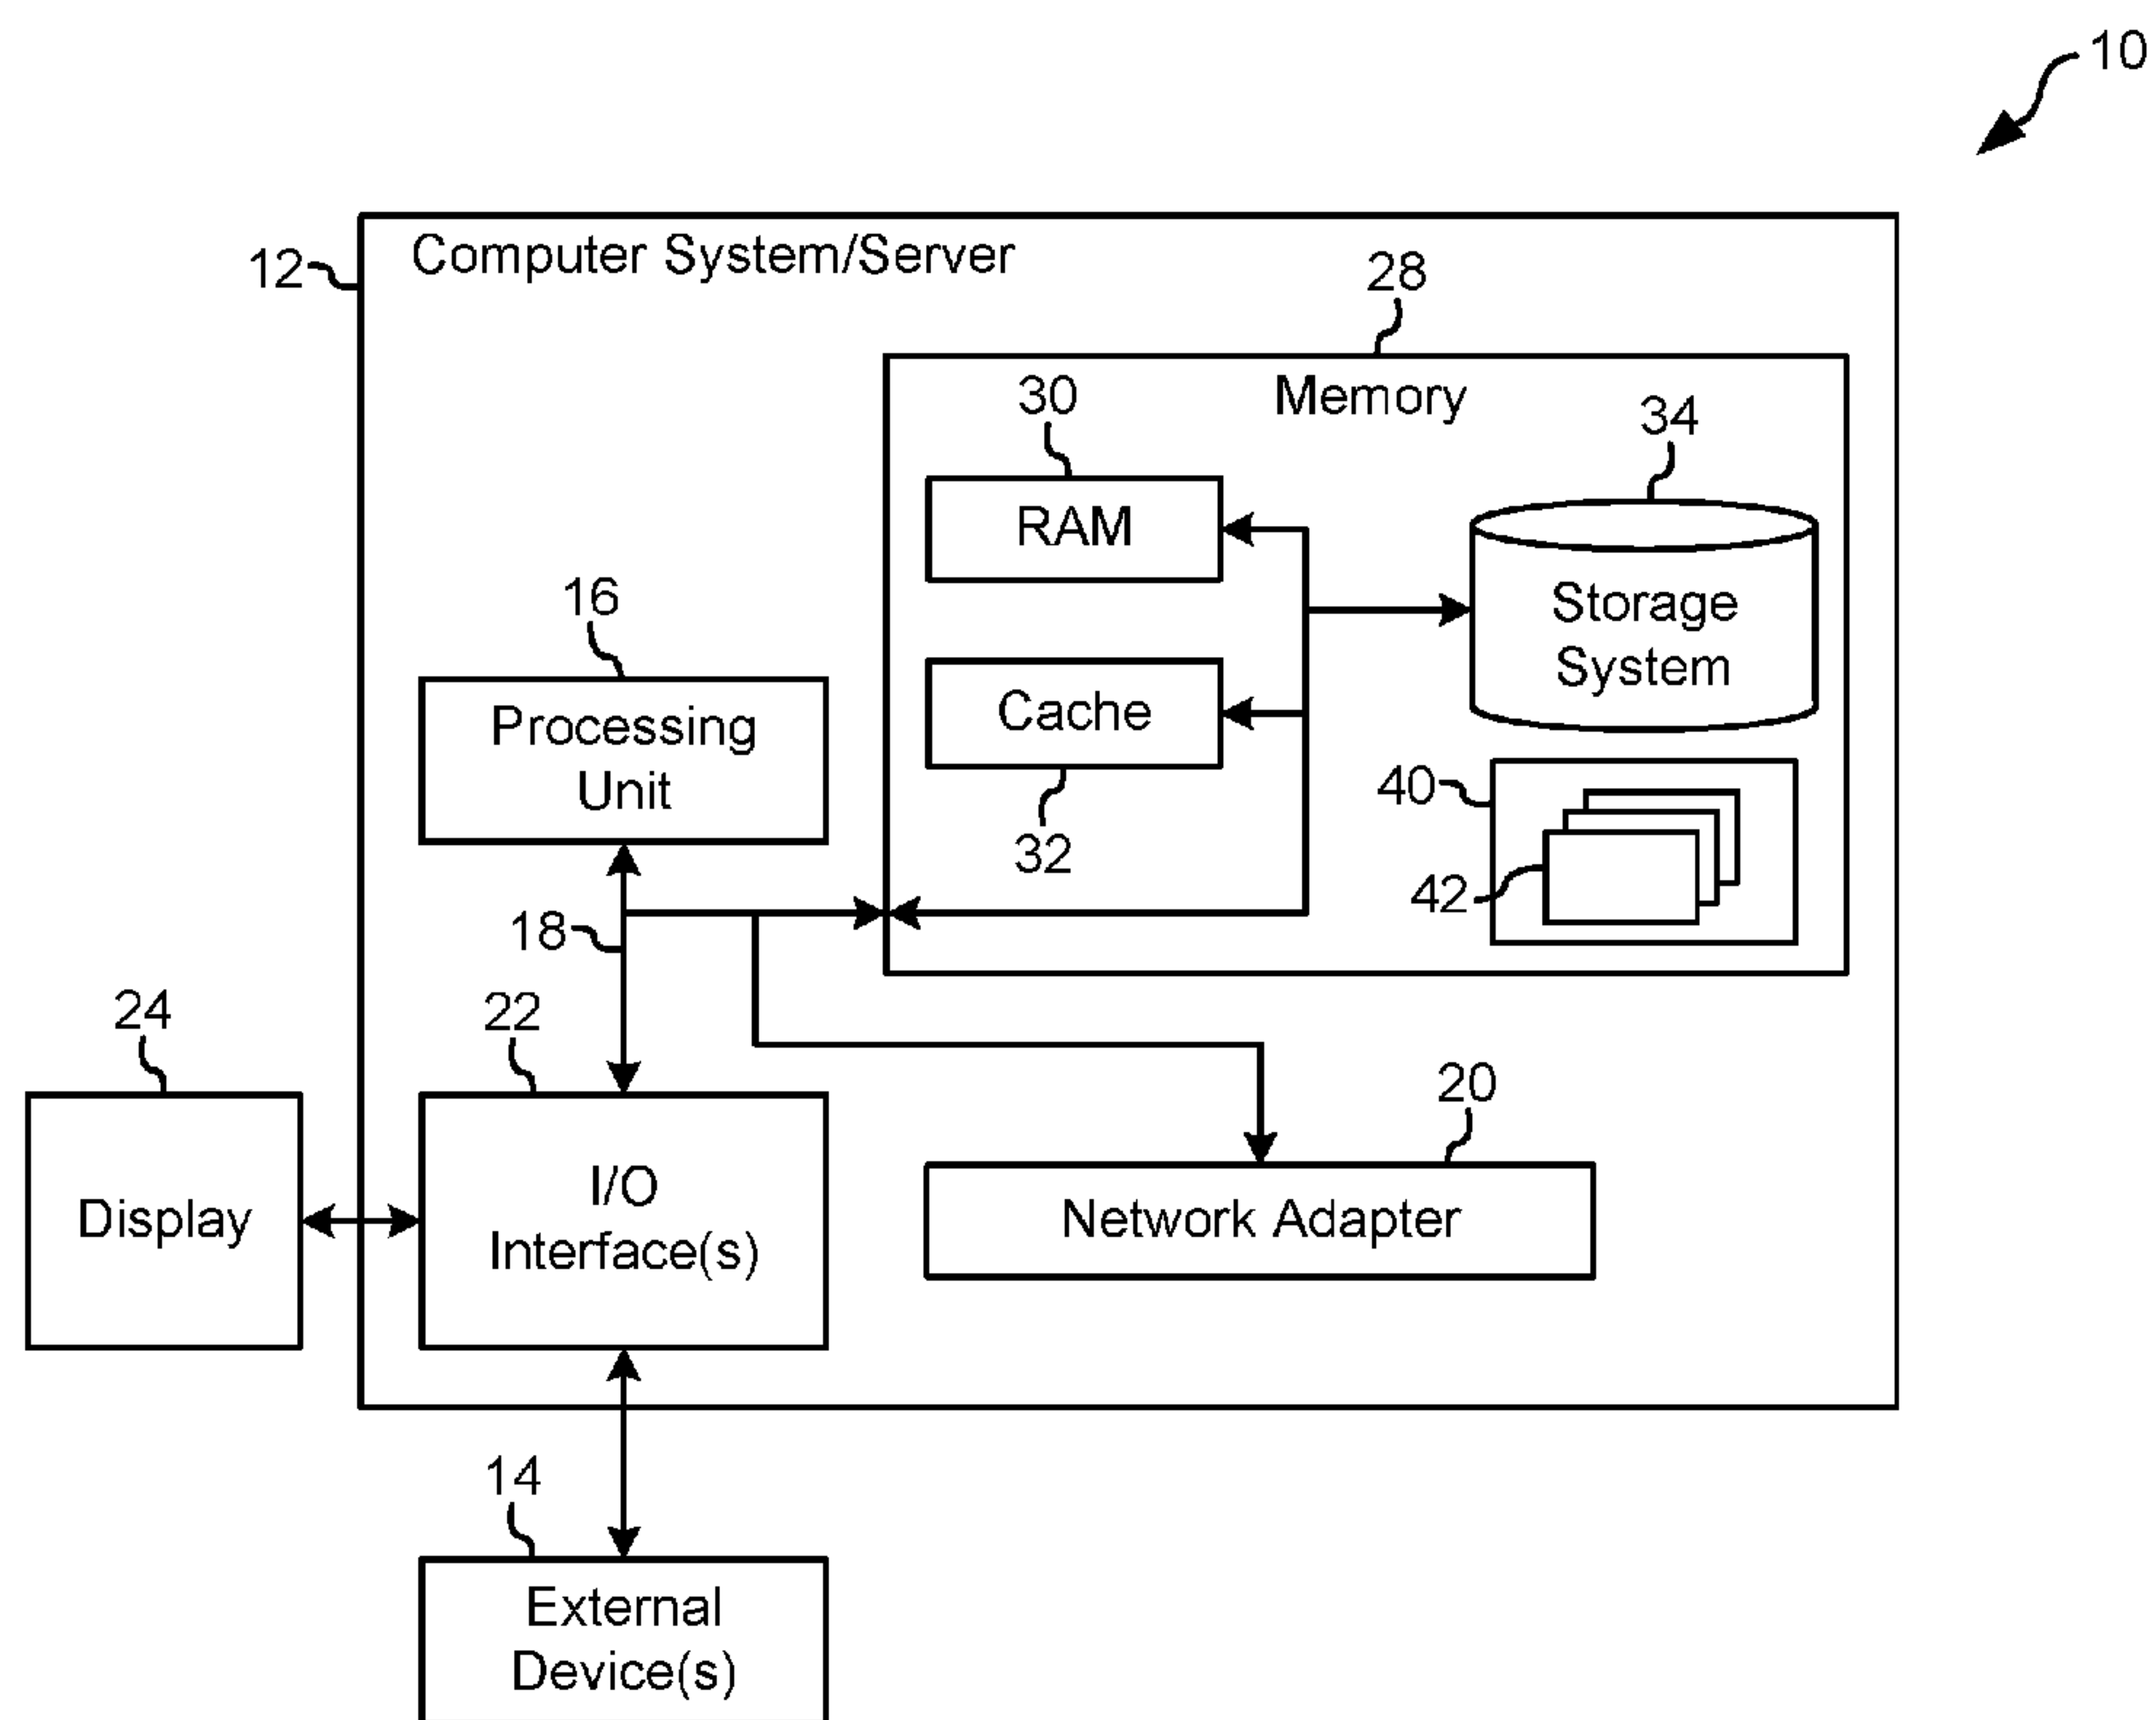 10
12
Computer System/Server
28
Memory
30
34
RAM
Storage
System
16
Processing
Unit
Cache
32
40
42
18
24
22
20
Display
I/O
Interface(s)
Network Adapter
14
External
Device(s)